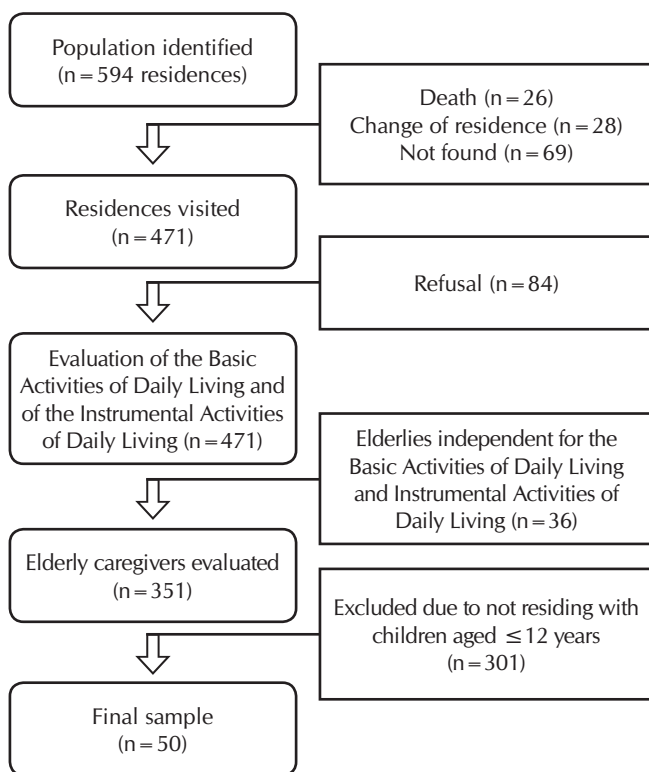 Population identified
(n = 594 residences)
Death (n = 26)
Change of residence (n = 28)
Not found (n = 69)
Residences visited
(n = 471)
Refusal (n = 84)
Evaluation of the Basic
Activities of Daily Living and
of the Instrumental Activities
of Daily Living (n = 471)
Elderlies independent for the
Basic Activities of Daily Living
and Instrumental Activities of
Daily Living (n = 36)
Elderly caregivers evaluated
(n = 351)
Excluded due to not residing with
children aged ≤ 12 years
(n = 301)
Final sample
(n = 50)